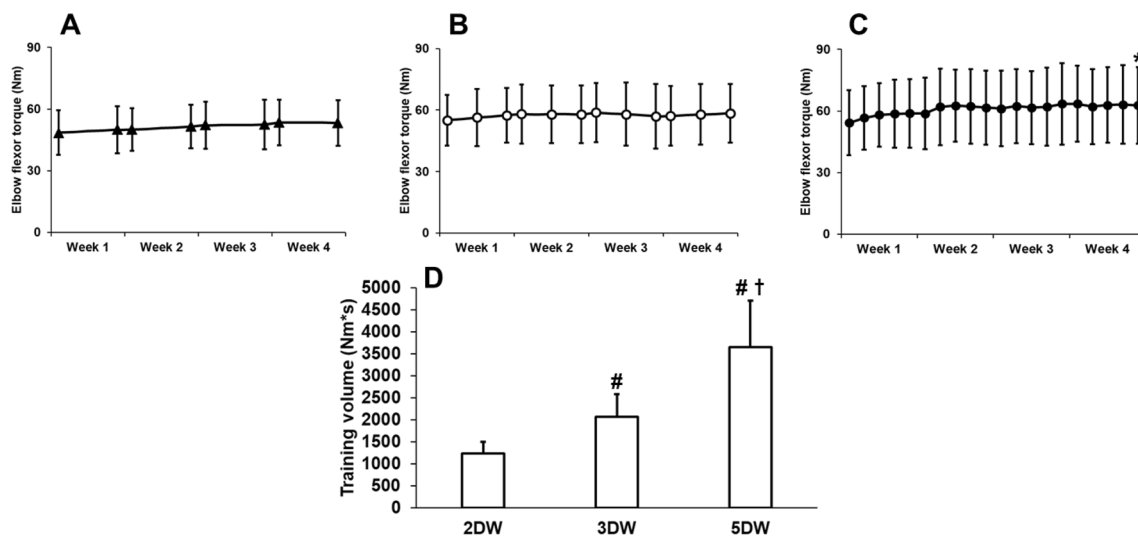 A
Elbow flexor torque (Nm)
90
60
30
0
Week 1 Week 2 Week 3 Week 4
B
Elbow flexor torque (Nm)
90
60
30
0
Week 1 Week 2 Week 3 Week 4
C
Elbow flexor torque (Nm)
90
60
30
0
*
Week 1 Week 2 Week 3 Week 4
D
Training volume (Nm*s)
5000
4500
4000
3500
3000
2500
2000
1500
1000
500
0
#
# †
2DW 3DW 5DW